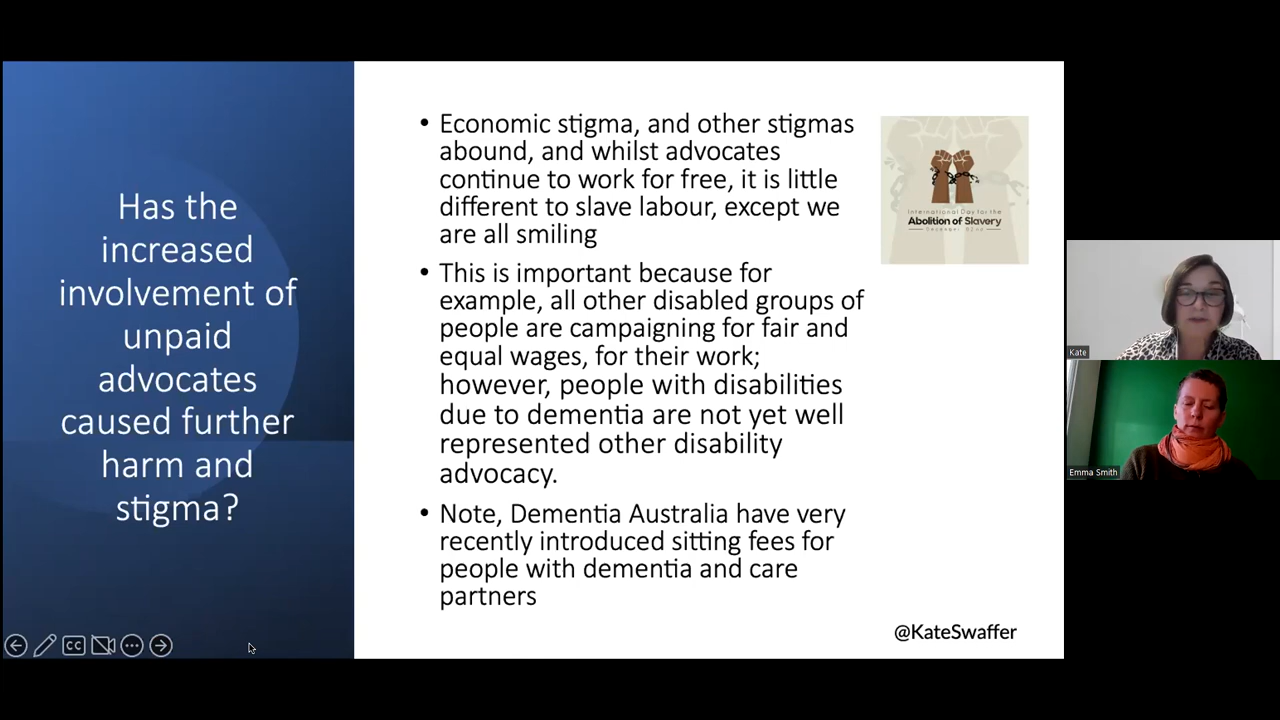 Has the
increased
involvement of
unpaid
advocates
caused further
harm and
stigma?
• Economic stigma, and other stigmas
abound, and whilst advocates
continue to work for free, it is little
different to slave labour, except we
are all smiling
• This is important because for
example, all other disabled groups of
people are campaigning for fair and
equal wages, for their work;
however, people with disabilities
due to dementia are not yet well
represented other disability
advocacy.
• Note, Dementia Australia have very
recently introduced sitting fees for
people with dementia and care
partners
International Day for the
Abolition of Slavery
@KateSwaffer
CC
Kate
Emma Smith